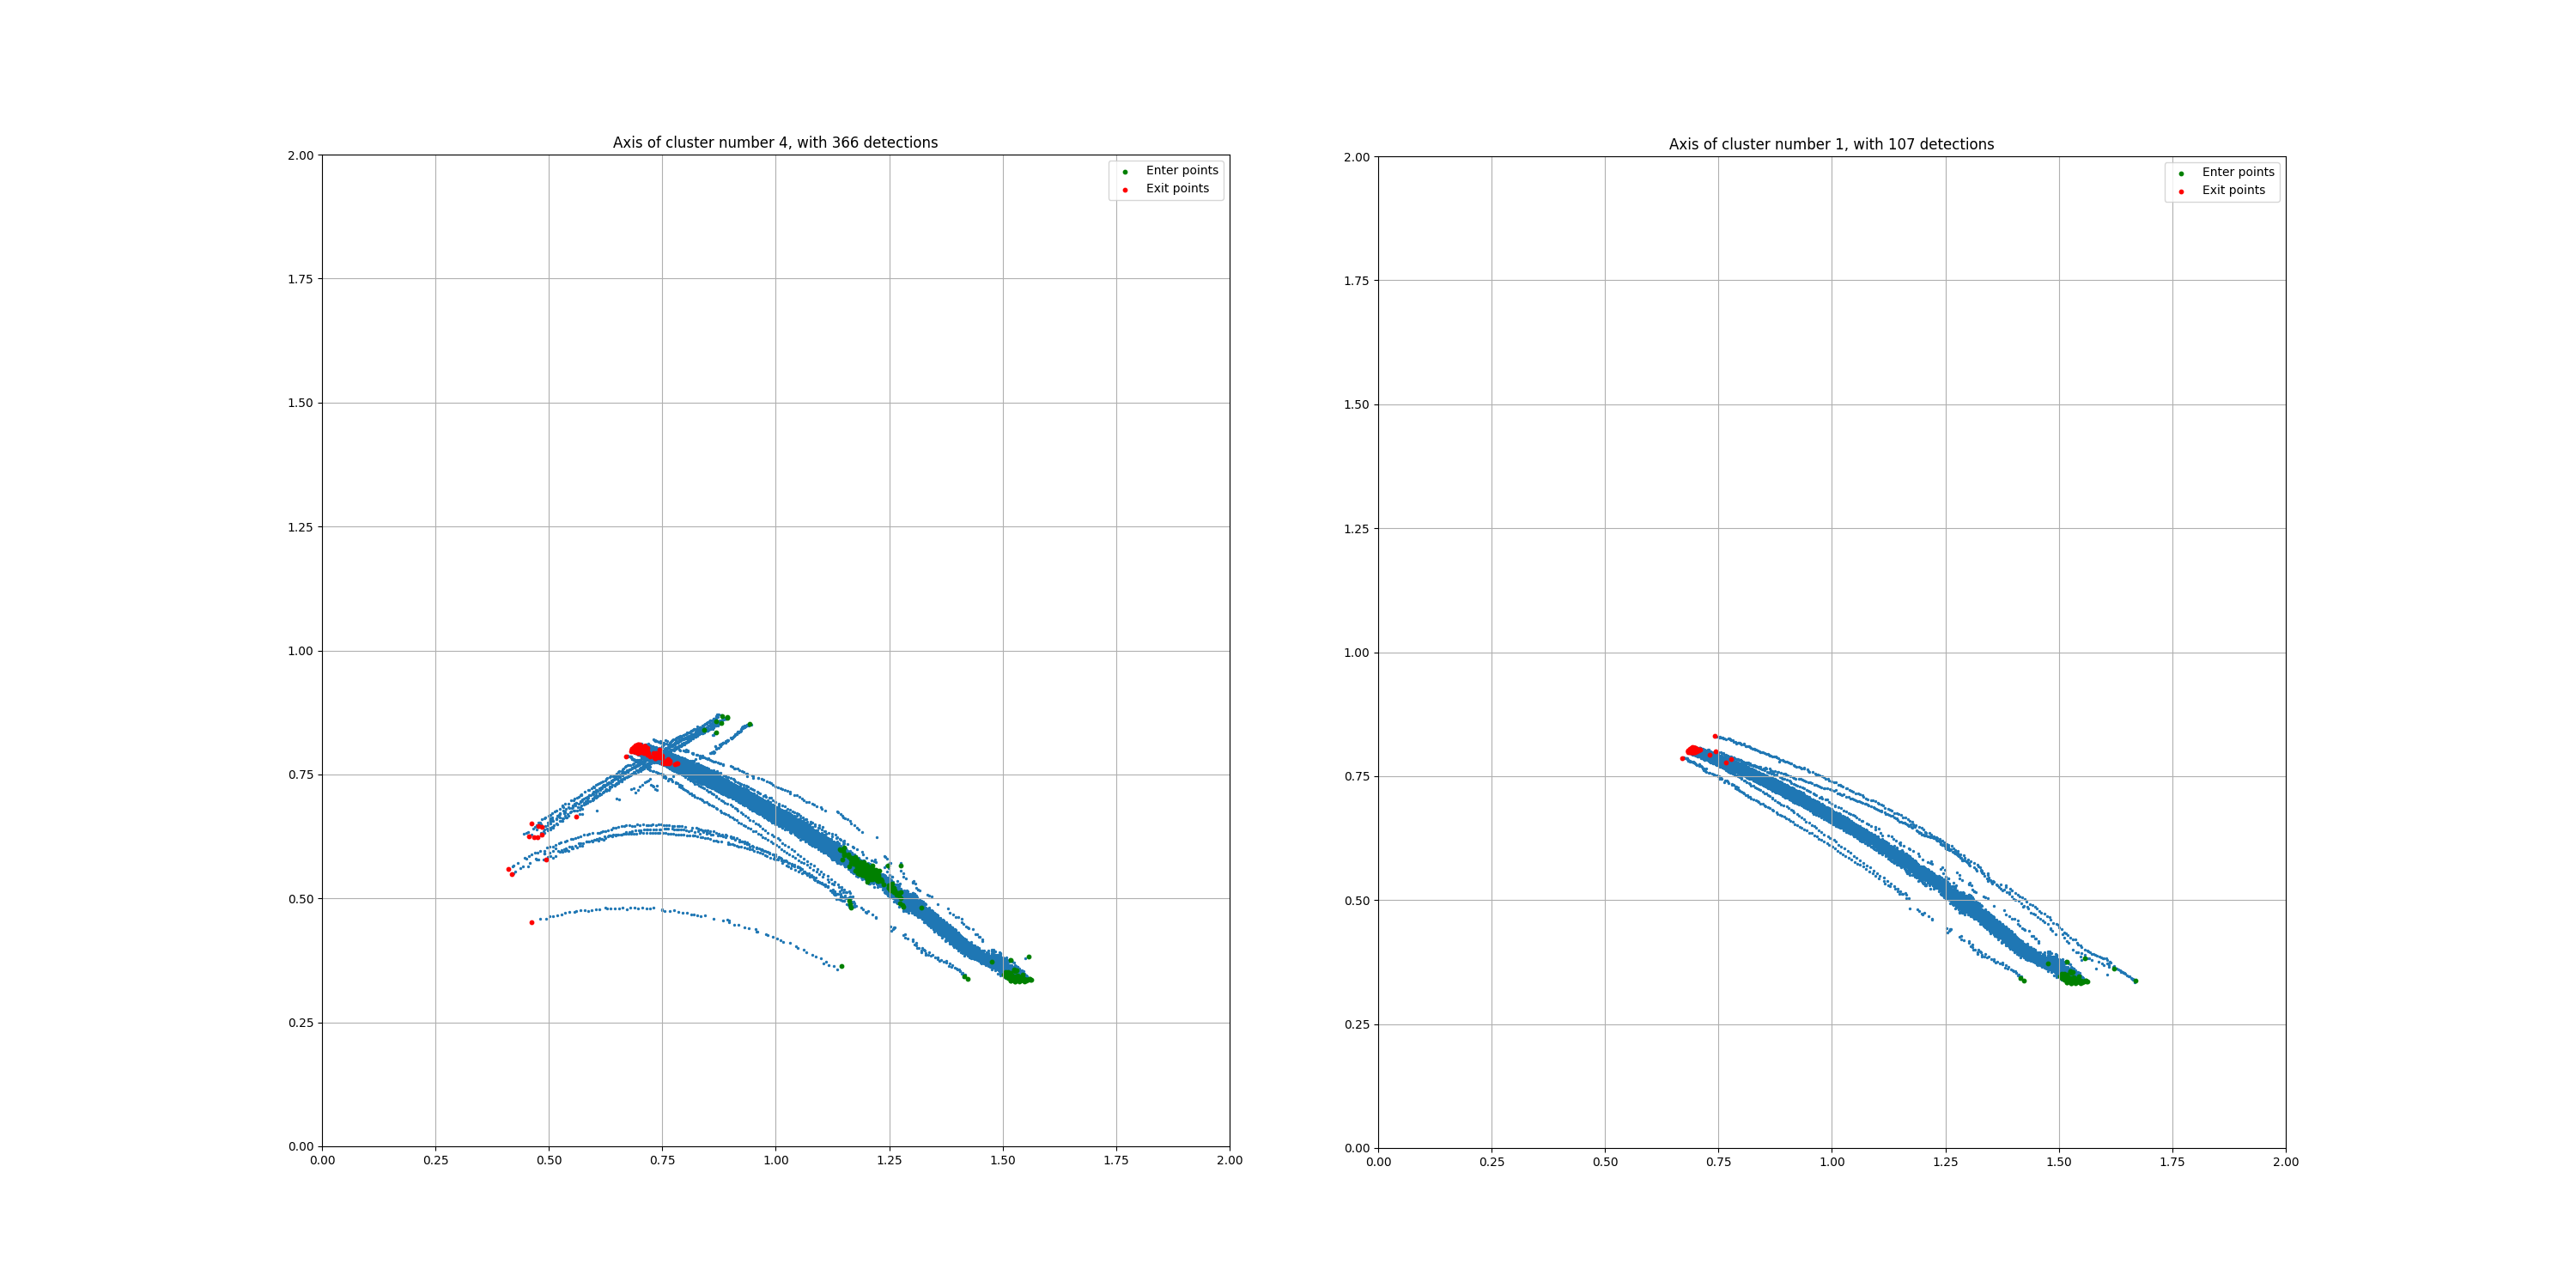 Axis of cluster number 4, with 366 detections
Enter points
Exit points
2.00
1.75
1.50
1.25
1.00
0.75
0.50
0.25
0.00
0.00 0.25 0.50 0.75 1.00 1.25 1.50 1.75 2.00
Axis of cluster number 1, with 107 detections
Enter points
Exit points
2.00
1.75
1.50
1.25
1.00
0.75
0.50
0.25
0.00
0.00 0.25 0.50 0.75 1.00 1.25 1.50 1.75 2.00